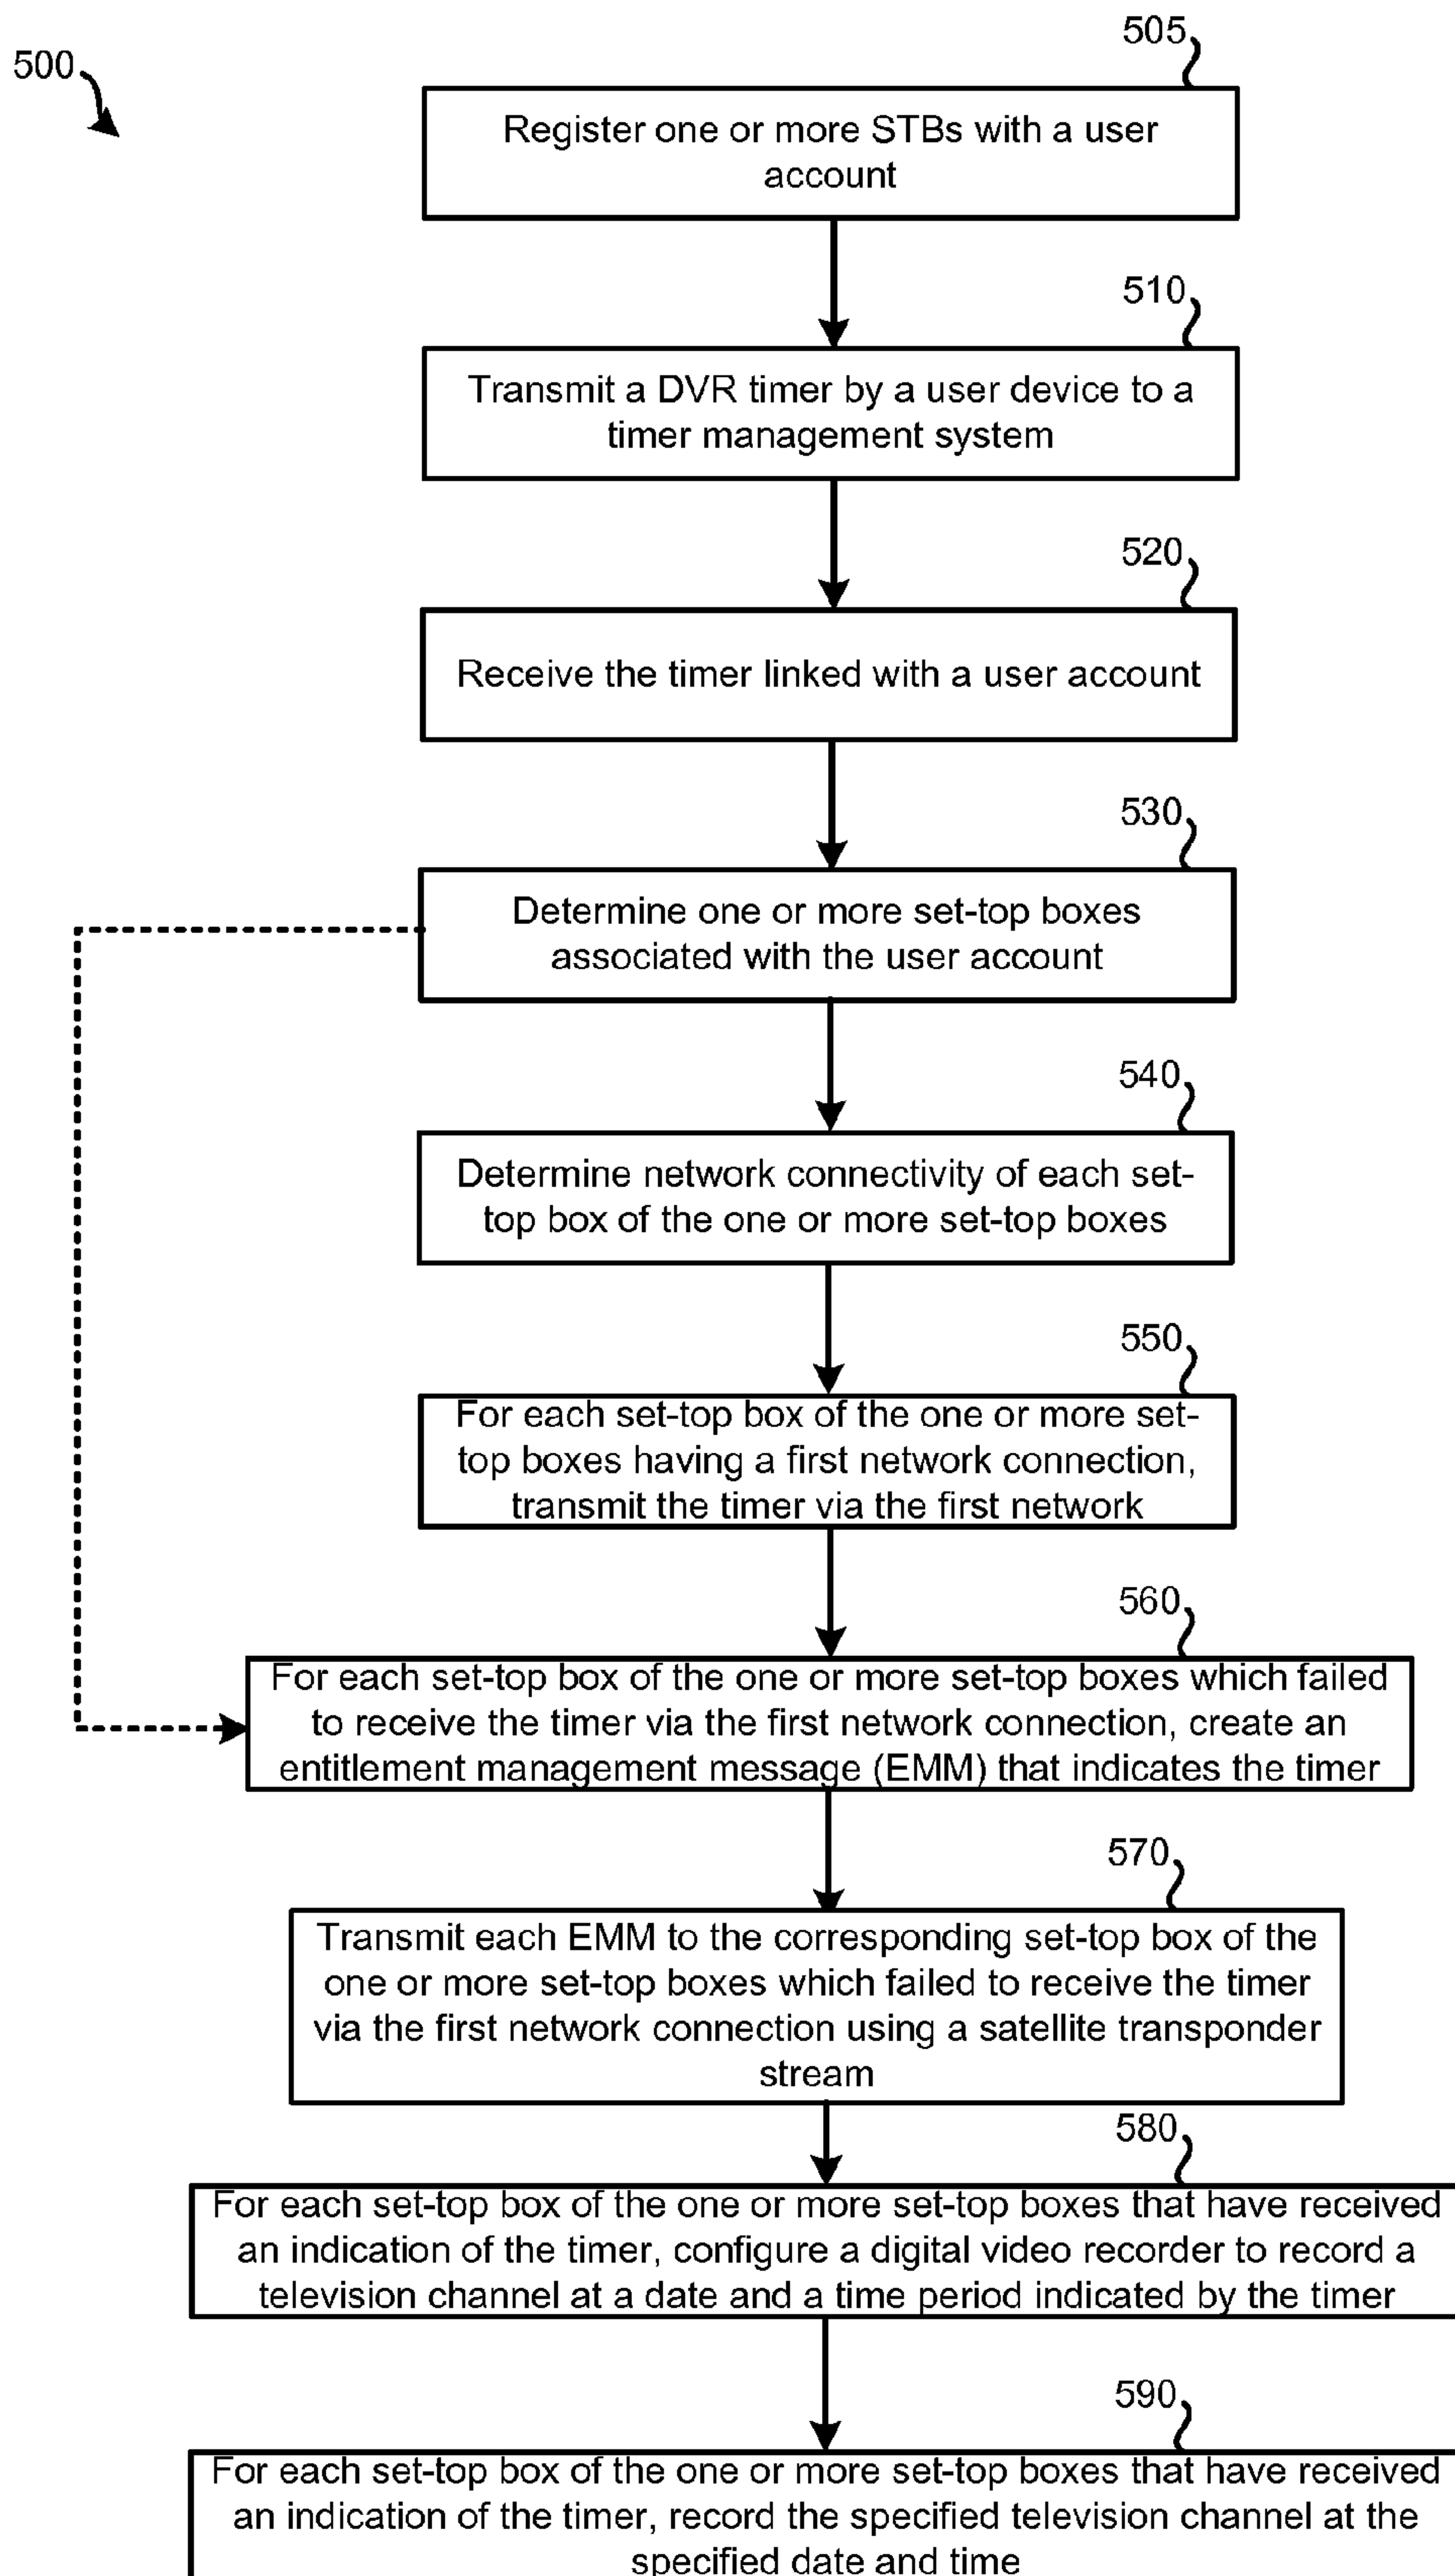 500
505
Register one or more STBs with a user
account
510
Transmit a DVR timer by a user device to a
timer management system
520
Receive the timer linked with a user account
530
Determine one or more set-top boxes
associated with the user account
540
Determine network connectivity of each set-
top box of the one or more set-top boxes
550
For each set-top box of the one or more set-
top boxes having a first network connection,
transmit the timer via the first network
560
For each set-top box of the one or more set-top boxes which failed
to receive the timer via the first network connection, create an
entitlement management message (EMM) that indicates the timer
570
Transmit each EMM to the corresponding set-top box of the
one or more set-top boxes which failed to receive the timer
via the first network connection using a satellite transponder
stream
580
For each set-top box of the one or more set-top boxes that have received
an indication of the timer, configure a digital video recorder to record a
television channel at a date and a time period indicated by the timer
590
For each set-top box of the one or more set-top boxes that have received
an indication of the timer, record the specified television channel at the
specified date and time